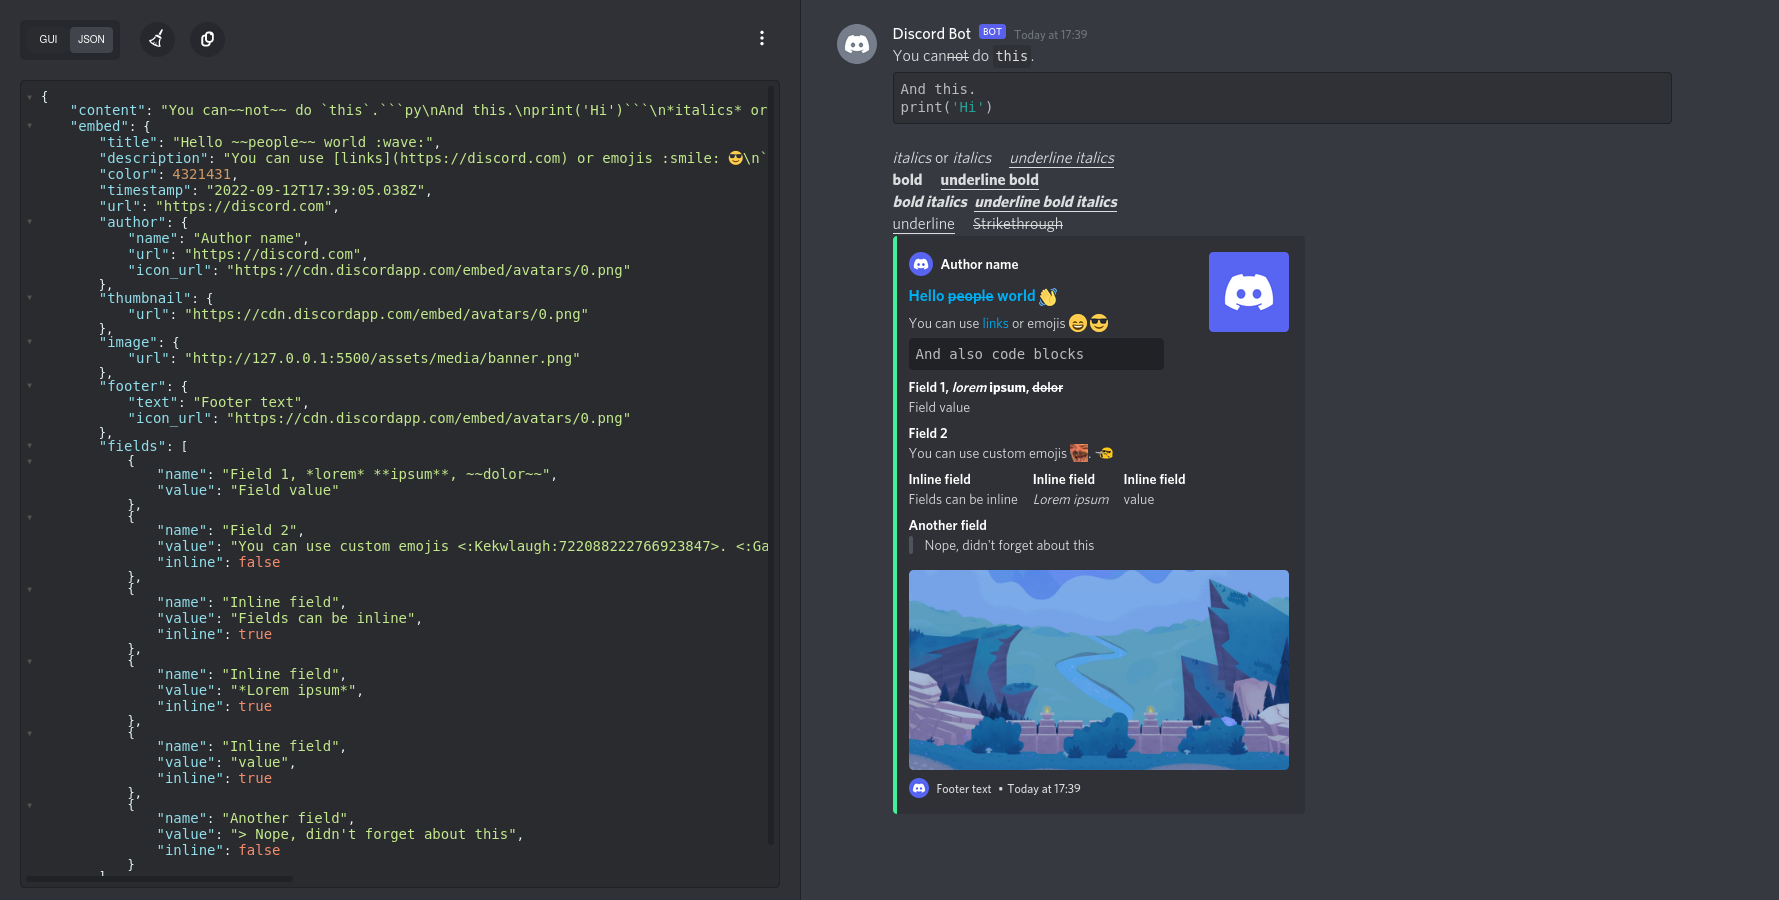 GUI JSON
{
"content": "You can~~not~~ do `this`.```py\nAnd this.\nprint('Hi')```\n*italics* or
"embed": {
"title": "Hello ~~people~~ world :wave:",
"description": "You can use [links](https://discord.com) or emojis :smile: 😎\n`
"color": 4321431,
"timestamp": "2022-09-12T17:39:05.038Z",
"url": "https://discord.com",
"author": {
"name": "Author name",
"url": "https://discord.com",
"icon_url": "https://cdn.discordapp.com/embed/avatars/0.png"
},
"thumbnail": {
"url": "https://cdn.discordapp.com/embed/avatars/0.png"
},
"image": {
"url": "http://127.0.0.1:5500/assets/media/banner.png"
},
"footer": {
"text": "Footer text",
"icon_url": "https://cdn.discordapp.com/embed/avatars/0.png"
},
"fields": [
{
"name": "Field 1, *lorem* **ipsum**, ~~dolor~~",
"value": "Field value"
},
{
"name": "Field 2",
"value": "You can use custom emojis <:Kekwlaugh:722088222766923847>. <:Ga
"inline": false
},
{
"name": "Inline field",
"value": "Fields can be inline",
"inline": true
},
{
"name": "Inline field",
"value": "*Lorem ipsum*",
"inline": true
},
{
"name": "Inline field",
"value": "value",
"inline": true
},
{
"name": "Another field",
"value": "> Nope, didn't forget about this",
"inline": false
}
]
Discord Bot BOT Today at 17:39
You cannot do this.
And this.
print('Hi')
italics or italics underline italics
bold underline bold
bold italics underline bold italics
underline Strikethrough
Author name
Hello people world 👋
You can use links or emojis 😄😎
And also code blocks
Field 1, lorem ipsum, dolor
Field value
Field 2
You can use custom emojis .
Inline field Inline field Inline field
Fields can be inline Lorem ipsum value
Another field
Nope, didn't forget about this
Footer text • Today at 17:39